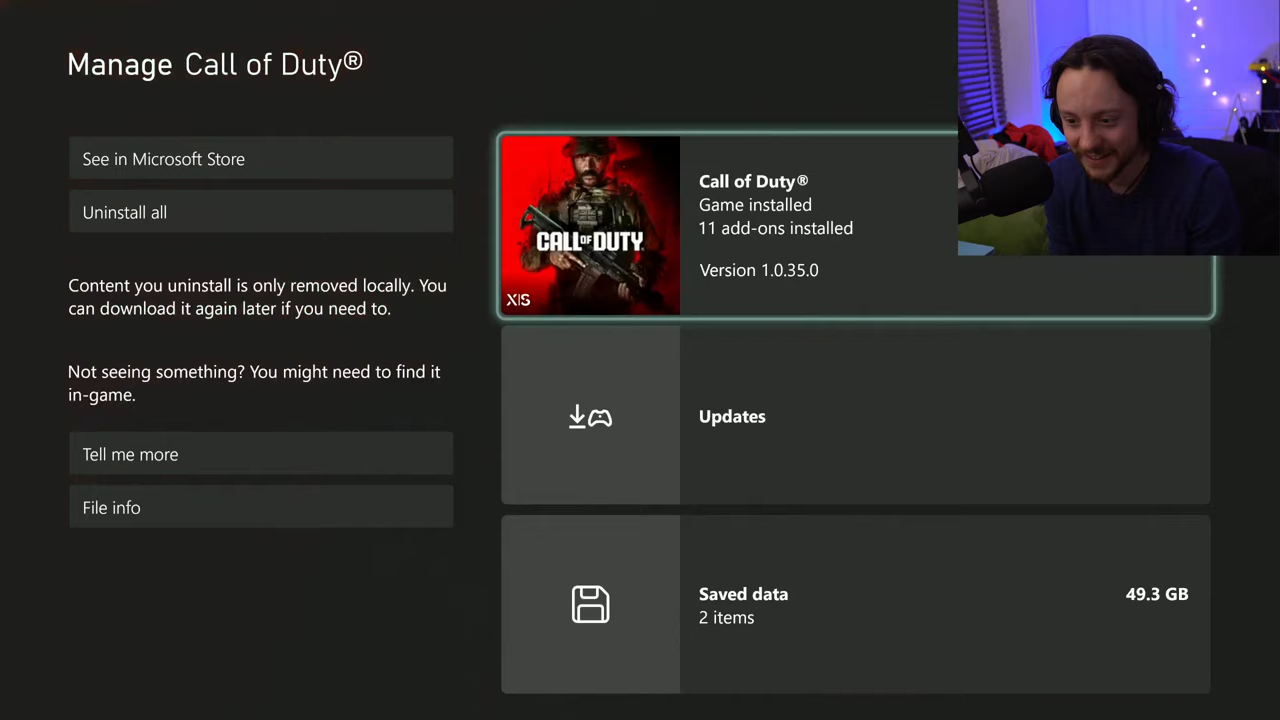 Manage Call of Duty®
See in Microsoft Store
Uninstall all
Content you uninstall is only removed locally. You
can download it again later if you need to.
Not seeing something? You might need to find it
in-game.
Tell me more
File info
CALL OF DUTY
X|S
Call of Duty®
Game installed
11 add-ons installed
Version 1.0.35.0
Updates
Saved data
49.3 GB
2 items